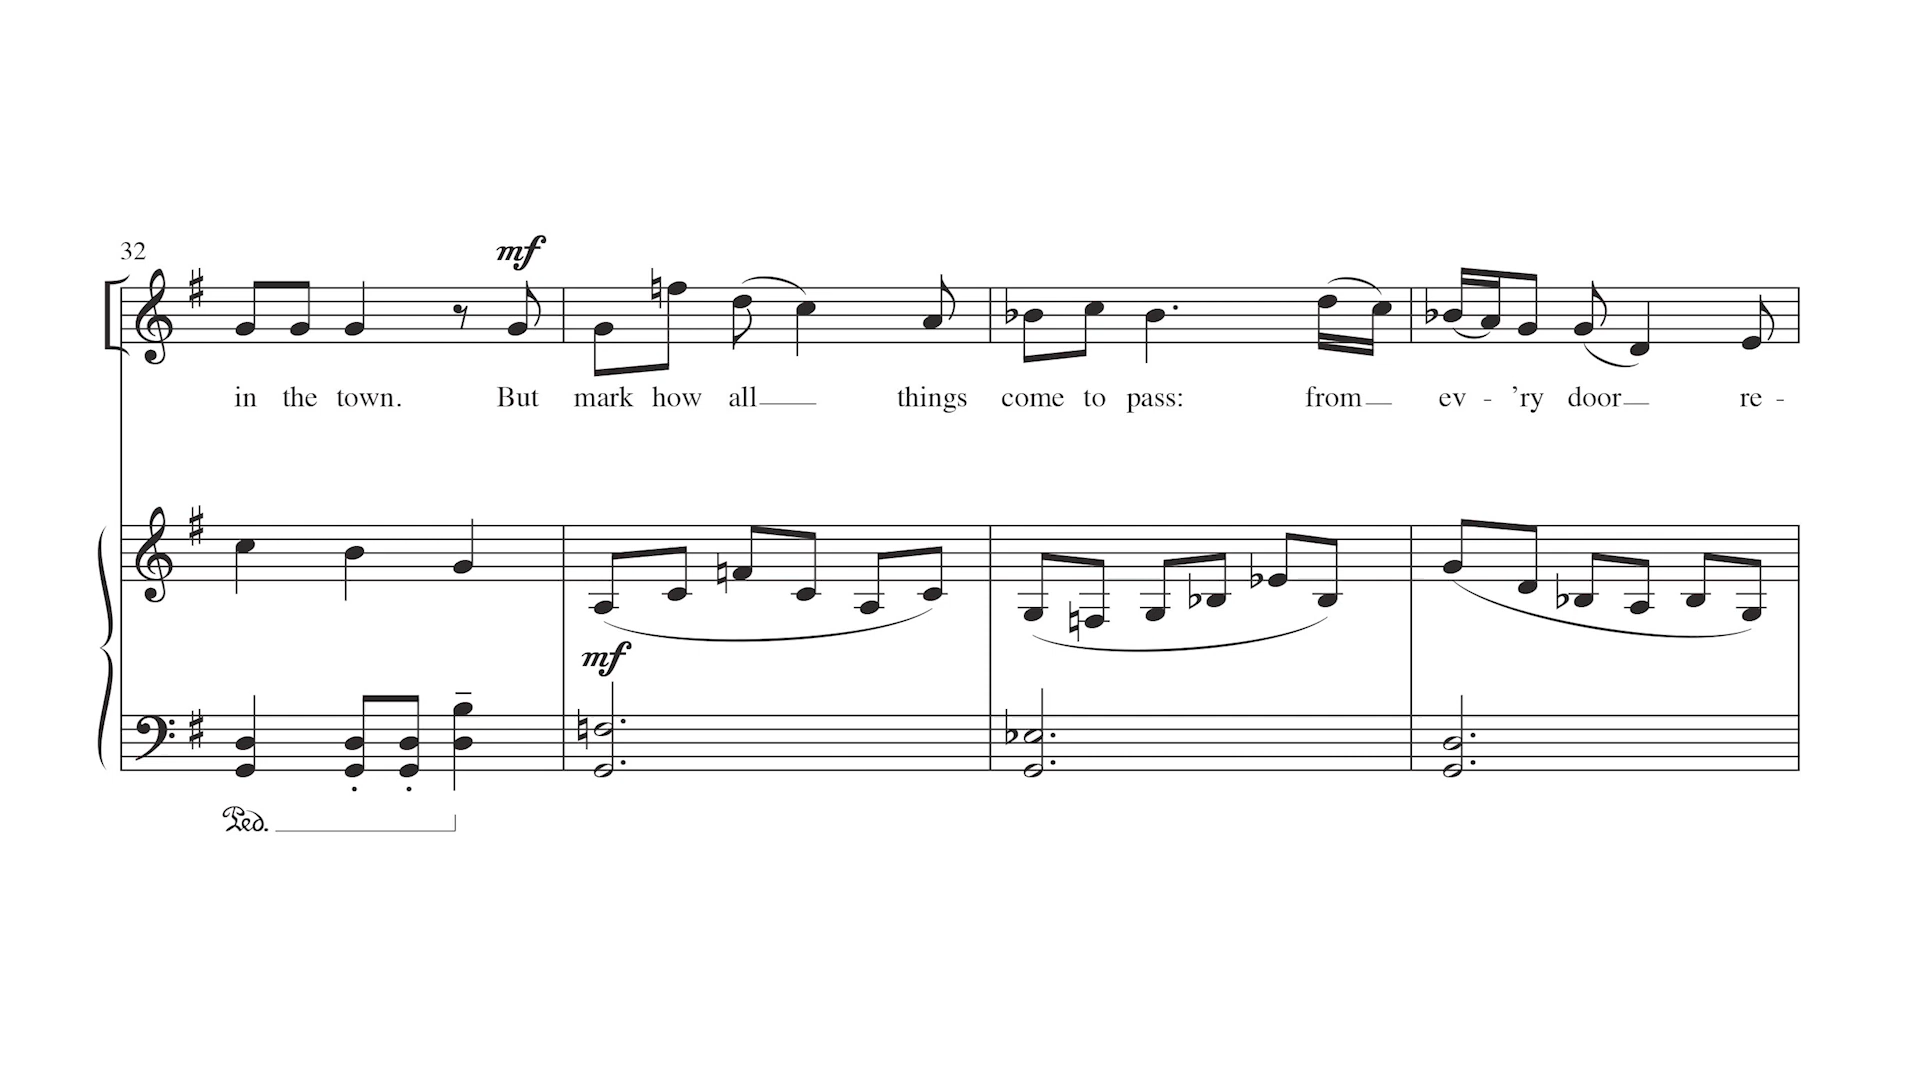 32
mf
in the town. But mark how all things come to pass: from ev - 'ry door re -
mf
Ped.